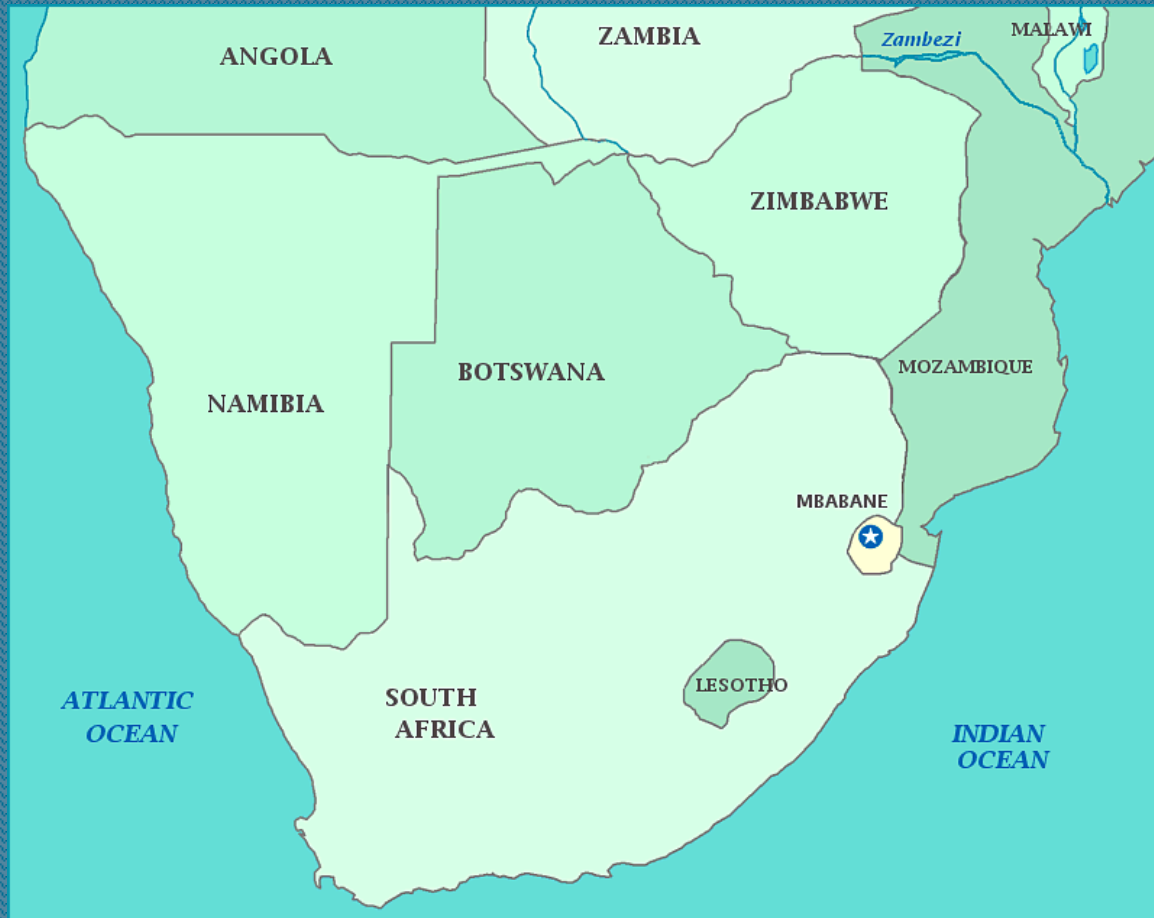 MALAWI
ZAMBIA
Zambezi
ANGOLA
ZIMBABWE
MOZAMBIQUE
BOTSWANA
NAMIBIA
MBABANE
LESOTHO
SOUTH
AFRICA
ATLANTIC
OCEAN
INDIAN
OCEAN